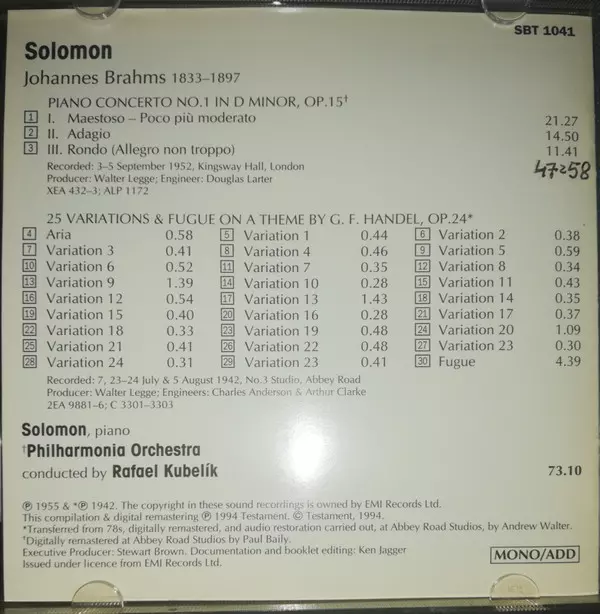 SBT 1041
Solomon
Johannes Brahms 1833–1897
PIANO CONCERTO NO.1 IN D MINOR, OP.15†
1 I. Maestoso – Poco più moderato 21.27
2 II. Adagio 14.50
3 III. Rondo (Allegro non troppo) 11.41
47=58
Recorded: 3–5 September 1952, Kingsway Hall, London
Producer: Walter Legge; Engineer: Douglas Larter
XEA 432–3; ALP 1172
25 VARIATIONS & FUGUE ON A THEME BY G. F. HANDEL, OP.24*
4 Aria 0.58 5 Variation 1 0.44 6 Variation 2 0.38
7 Variation 3 0.41 8 Variation 4 0.46 9 Variation 5 0.59
10 Variation 6 0.52 11 Variation 7 0.35 12 Variation 8 0.34
13 Variation 9 1.39 14 Variation 10 0.28 15 Variation 11 0.43
16 Variation 12 0.54 17 Variation 13 1.43 18 Variation 14 0.35
19 Variation 15 0.40 20 Variation 16 0.28 21 Variation 17 0.37
22 Variation 18 0.33 23 Variation 19 0.48 24 Variation 20 1.09
25 Variation 21 0.41 26 Variation 22 0.48 27 Variation 23 0.30
28 Variation 24 0.31 29 Variation 23 0.41 30 Fugue 4.39
Recorded: 7, 23–24 July & 5 August 1942, No.3 Studio, Abbey Road
Producer: Walter Legge; Engineers: Charles Anderson & Arthur Clarke
2EA 9881–6; C 3301–3303
Solomon, piano
†Philharmonia Orchestra
conducted by Rafael Kubelík 73.10
℗ 1955 & *℗ 1942. The copyright in these sound recordings is owned by EMI Records Ltd.
This compilation & digital remastering ℗ 1994 Testament. © Testament, 1994.
*Transferred from 78s, digitally remastered, and audio restoration carried out, at Abbey Road Studios, by Andrew Walter.
†Digitally remastered at Abbey Road Studios by Paul Baily.
Executive Producer: Stewart Brown. Documentation and booklet editing: Ken Jagger
Issued under licence from EMI Records Ltd.
MONO/ADD